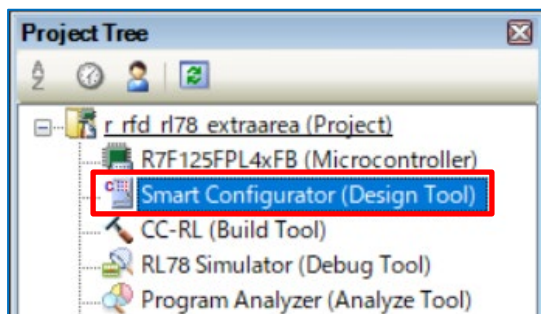 Project Tree
r_rfd_rl78_extraarea (Project)
R7F125FPL4xFB (Microcontroller)
Smart Configurator (Design Tool)
CC-RL (Build Tool)
RL78 Simulator (Debug Tool)
Program Analyzer (Analyze Tool)